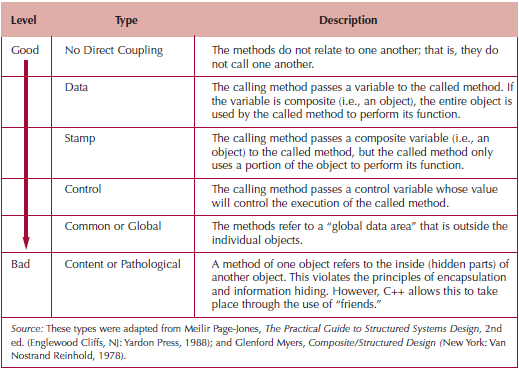 Level Type Description
Good No Direct Coupling The methods do not relate to one another; that is, they do
not call one another.
Data The calling method passes a variable to the called method. If
the variable is composite (i.e., an object), the entire object is
used by the called method to perform its function.
Stamp The calling method passes a composite variable (i.e., an
object) to the called method, but the called method only
uses a portion of the object to perform its function.
Control The calling method passes a control variable whose value
will control the execution of the called method.
Common or Global The methods refer to a “global data area” that is outside the
individual objects.
Bad Content or Pathological A method of one object refers to the inside (hidden parts) of
another object. This violates the principles of encapsulation
and information hiding. However, C++ allows this to take
place through the use of “friends.”
Source: These types were adapted from Meilir Page-Jones, The Practical Guide to Structured Systems Design, 2nd
ed. (Englewood Cliffs, NJ: Yardon Press, 1988); and Glenford Myers, Composite/Structured Design (New York: Van
Nostrand Reinhold, 1978).